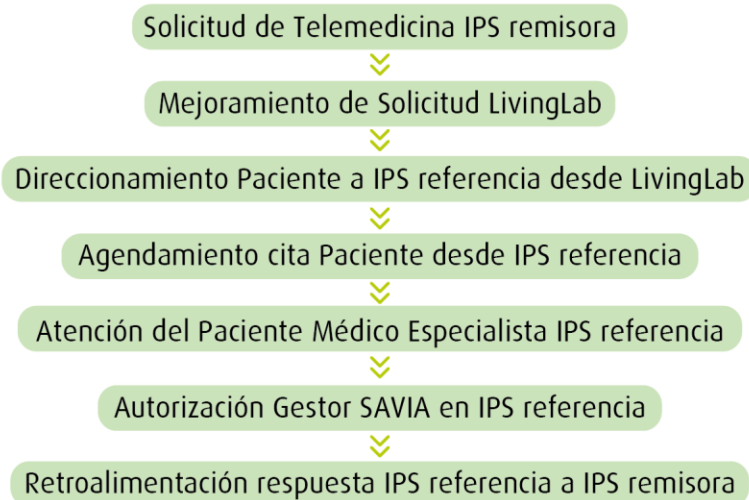 Solicitud de Telemedicina IPS remisora
Mejoramiento de Solicitud LivingLab
Direccionamiento Paciente a IPS referencia desde LivingLab
Agendamiento cita Paciente desde IPS referencia
Atención del Paciente Médico Especialista IPS referencia
Autorización Gestor SAVIA en IPS referencia
Retroalimentación respuesta IPS referencia a IPS remisora